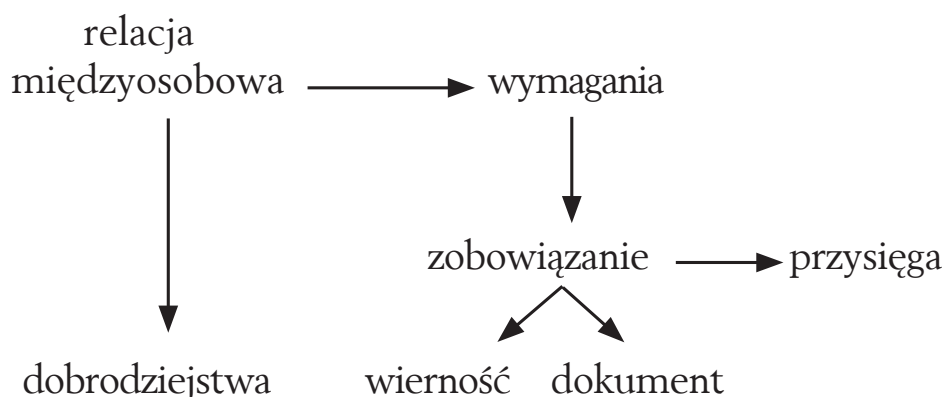 relacja
międzyosobowa
wymagania
zobowiązanie
przysięga
dobrodziejstwa
wierność
dokument